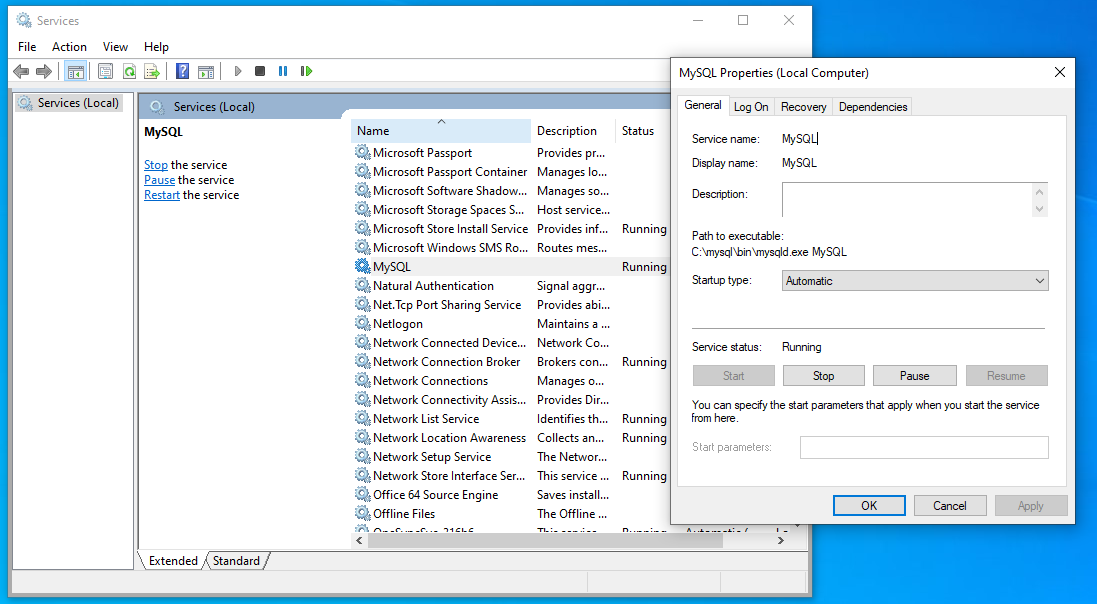 Services
File Action View Help
Services (Local)
Services (Local)
MySQL
Stop the service
Pause the service
Restart the service
Name Description Status
Microsoft Passport Provides pr...
Microsoft Passport Container Manages lo...
Microsoft Software Shadow... Manages so...
Microsoft Storage Spaces S... Host service...
Microsoft Store Install Service Provides inf... Running
Microsoft Windows SMS Ro... Routes mes...
MySQL Running
Natural Authentication Signal aggr...
Net.Tcp Port Sharing Service Provides abi...
Netlogon Maintains a ...
Network Connected Device... Network Co...
Network Connection Broker Brokers con... Running
Network Connections Manages o...
Network Connectivity Assis... Provides Dir...
Network List Service Identifies th... Running
Network Location Awareness Collects an... Running
Network Setup Service The Networ...
Network Store Interface Ser... This service ... Running
Office 64 Source Engine Saves install...
Offline Files The Offline ...
Extended Standard
MySQL Properties (Local Computer)
General Log On Recovery Dependencies
Service name: MySQL
Display name: MySQL
Description:
Path to executable:
C:\mysql\bin\mysqld.exe MySQL
Startup type: Automatic
Service status: Running
Start Stop Pause Resume
You can specify the start parameters that apply when you start the service
from here.
Start parameters:
OK Cancel Apply